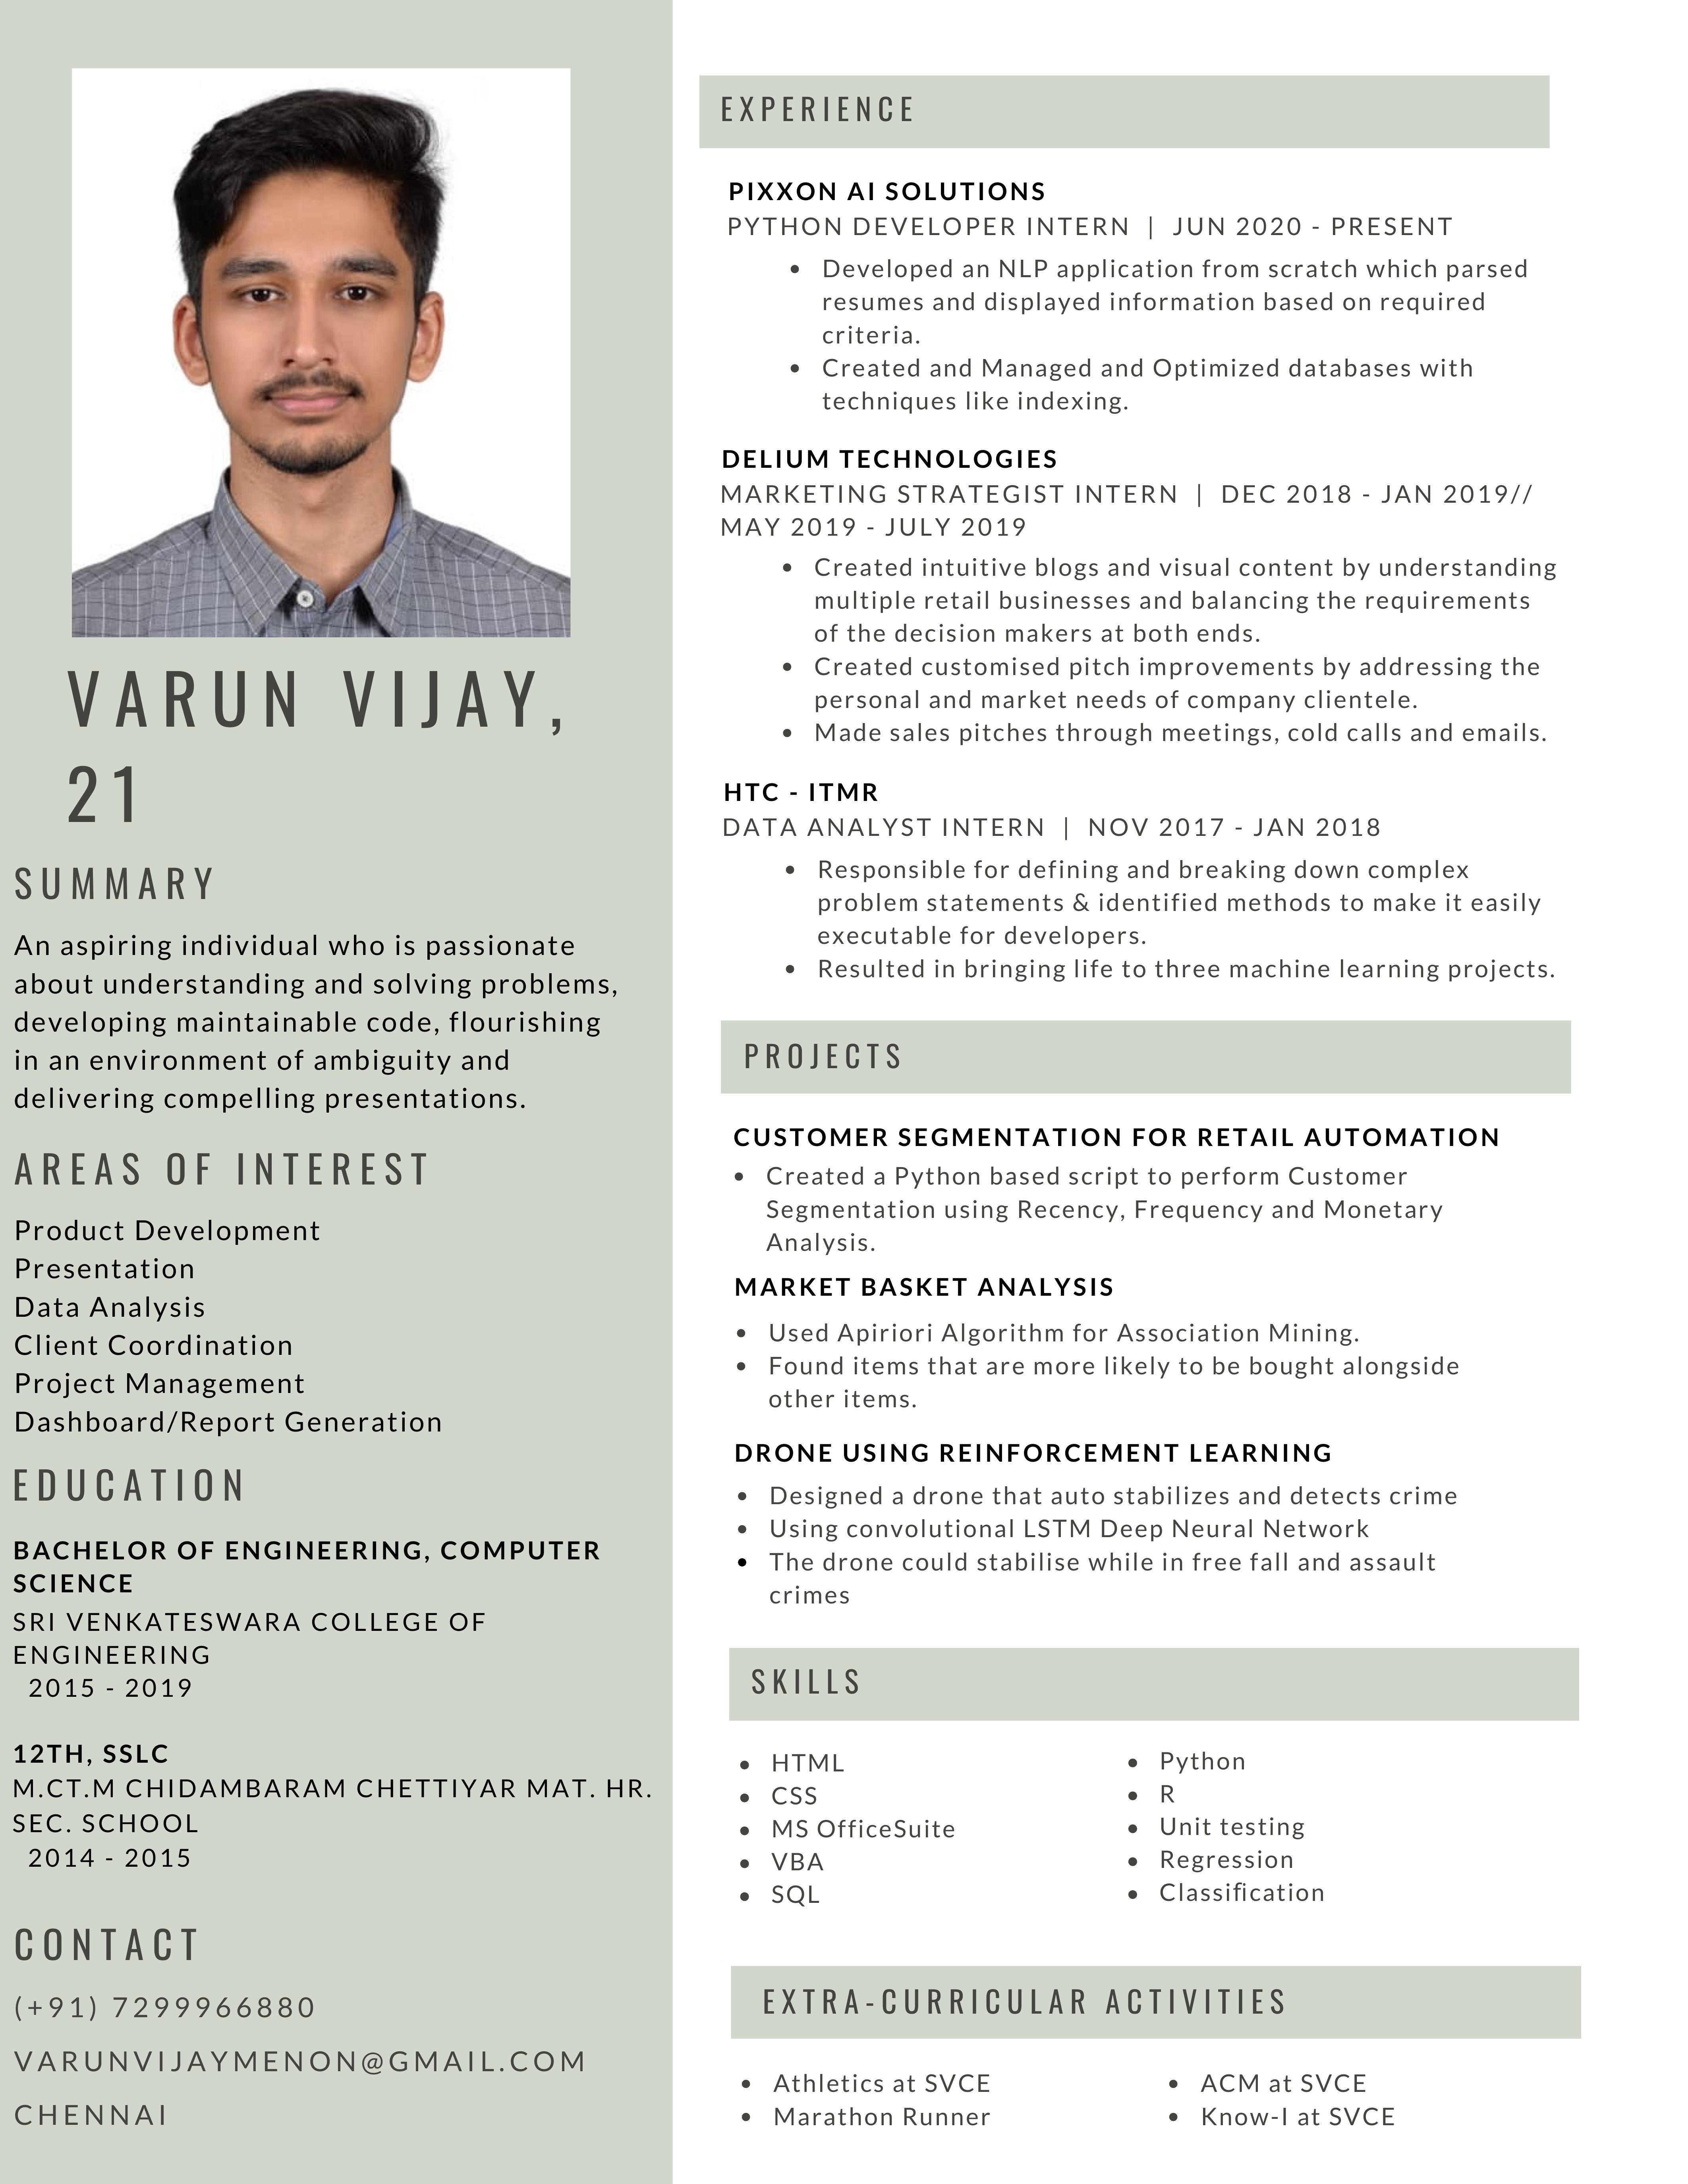 VARUN VIJAY,
21
SUMMARY
An aspiring individual who is passionate
about understanding and solving problems,
developing maintainable code, flourishing
in an environment of ambiguity and
delivering compelling presentations.
AREAS OF INTEREST
Product Development
Presentation
Data Analysis
Client Coordination
Project Management
Dashboard/Report Generation
EDUCATION
BACHELOR OF ENGINEERING, COMPUTER
SCIENCE
SRI VENKATESWARA COLLEGE OF
ENGINEERING
2015 - 2019
12TH, SSLC
M.CT.M CHIDAMBARAM CHETTIYAR MAT. HR.
SEC. SCHOOL
2014 - 2015
CONTACT
(+91) 7299966880
VARUNVIJAYMENON@GMAIL.COM
CHENNAI
EXPERIENCE
PIXXON AI SOLUTIONS
PYTHON DEVELOPER INTERN | JUN 2020 - PRESENT
• Developed an NLP application from scratch which parsed
resumes and displayed information based on required
criteria.
• Created and Managed and Optimized databases with
techniques like indexing.
DELIUM TECHNOLOGIES
MARKETING STRATEGIST INTERN | DEC 2018 - JAN 2019//
MAY 2019 - JULY 2019
• Created intuitive blogs and visual content by understanding
multiple retail businesses and balancing the requirements
of the decision makers at both ends.
• Created customised pitch improvements by addressing the
personal and market needs of company clientele.
• Made sales pitches through meetings, cold calls and emails.
HTC - ITMR
DATA ANALYST INTERN | NOV 2017 - JAN 2018
• Responsible for defining and breaking down complex
problem statements & identified methods to make it easily
executable for developers.
• Resulted in bringing life to three machine learning projects.
PROJECTS
CUSTOMER SEGMENTATION FOR RETAIL AUTOMATION
• Created a Python based script to perform Customer
Segmentation using Recency, Frequency and Monetary
Analysis.
MARKET BASKET ANALYSIS
• Used Apiriori Algorithm for Association Mining.
• Found items that are more likely to be bought alongside
other items.
DRONE USING REINFORCEMENT LEARNING
• Designed a drone that auto stabilizes and detects crime
• Using convolutional LSTM Deep Neural Network
• The drone could stabilise while in free fall and assault
crimes
SKILLS
• HTML
• CSS
• MS OfficeSuite
• VBA
• SQL
• Python
• R
• Unit testing
• Regression
• Classification
EXTRA-CURRICULAR ACTIVITIES
• Athletics at SVCE
• Marathon Runner
• ACM at SVCE
• Know-I at SVCE